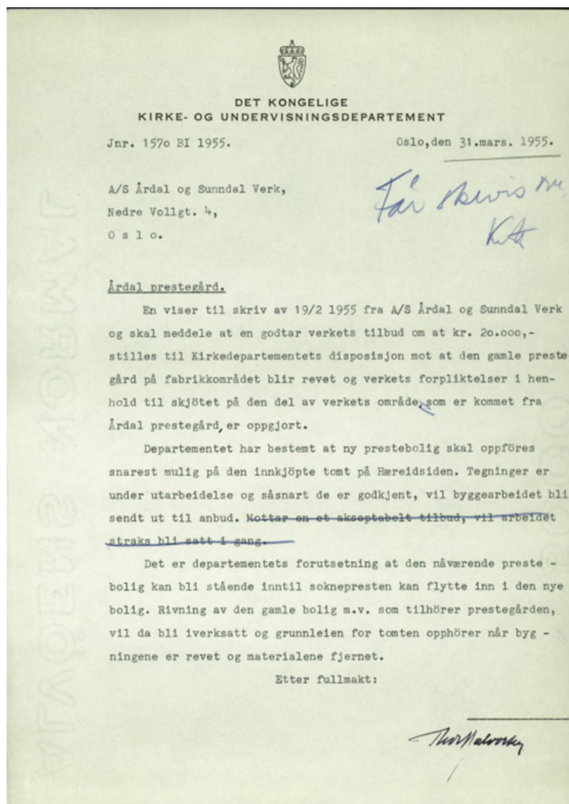 DET KONGELIGE
KIRKE- OG UNDERVISNINGSDEPARTEMENT
Jnr. 157o BI 1955.
Oslo,den 31.mars. 1955.
A/S Årdal og Sunndal Verk,
Nedre Vollgt. 4,
O s l o.
Får
Årdal prestegård.
En viser til skriv av 19/2 1955 fra A/S Årdal og Sunndal Verk
og skal meddele at en godtar verkets tilbud om at kr. 2o.ooo,-
stilles til Kirkedepartementets disposisjon mot at den gamle preste
gård på fabrikkområdet blir revet og verkets forpliktelser i hen-
hold til skjötet på den del av verkets område, som er kommet fra
Årdal prestegård, er oppgjort.
Departementet har bestemt at ny prestebolig skal oppföres
snarest mulig på den innkjöpte tomt på Hæreidsiden. Tegninger er
under utarbeidelse og såsnart de er godkjent, vil byggearbeidet bli
sendt ut til anbud. Mottar en et akseptabelt tilbud, vil arbeidet
straks bli satt i gang.
Det er departementets forutsetning at den nåværende preste -
bolig kan bli stående inntil soknepresten kan flytte inn i den nye
bolig. Rivning av den gamle bolig m.v. som tilhörer prestegården,
vil da bli iverksatt og grunnleien for tomten opphörer når byg -
ningene er revet og materialene fjernet.
Etter fullmakt: